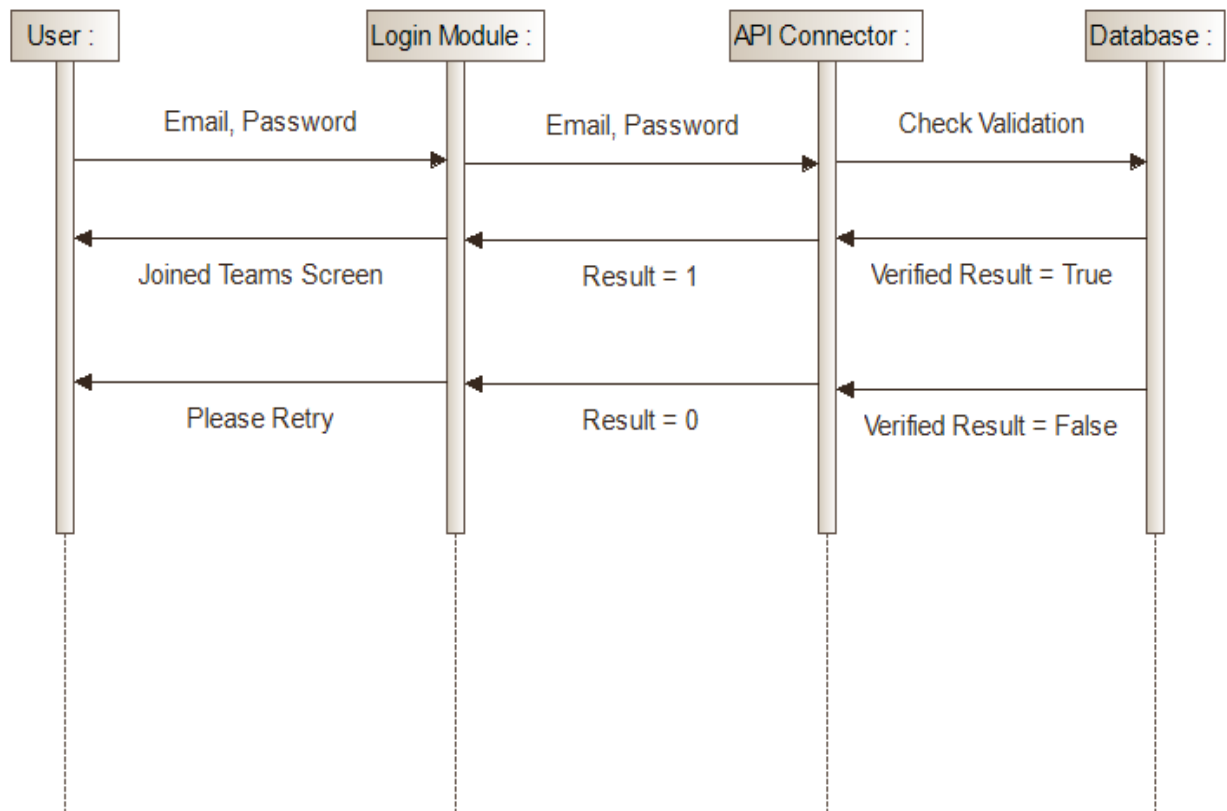 User :
Login Module :
API Connector :
Database :
Email, Password
Email, Password
Check Validation
Joined Teams Screen
Result = 1
Verified Result = True
Please Retry
Result = 0
Verified Result = False